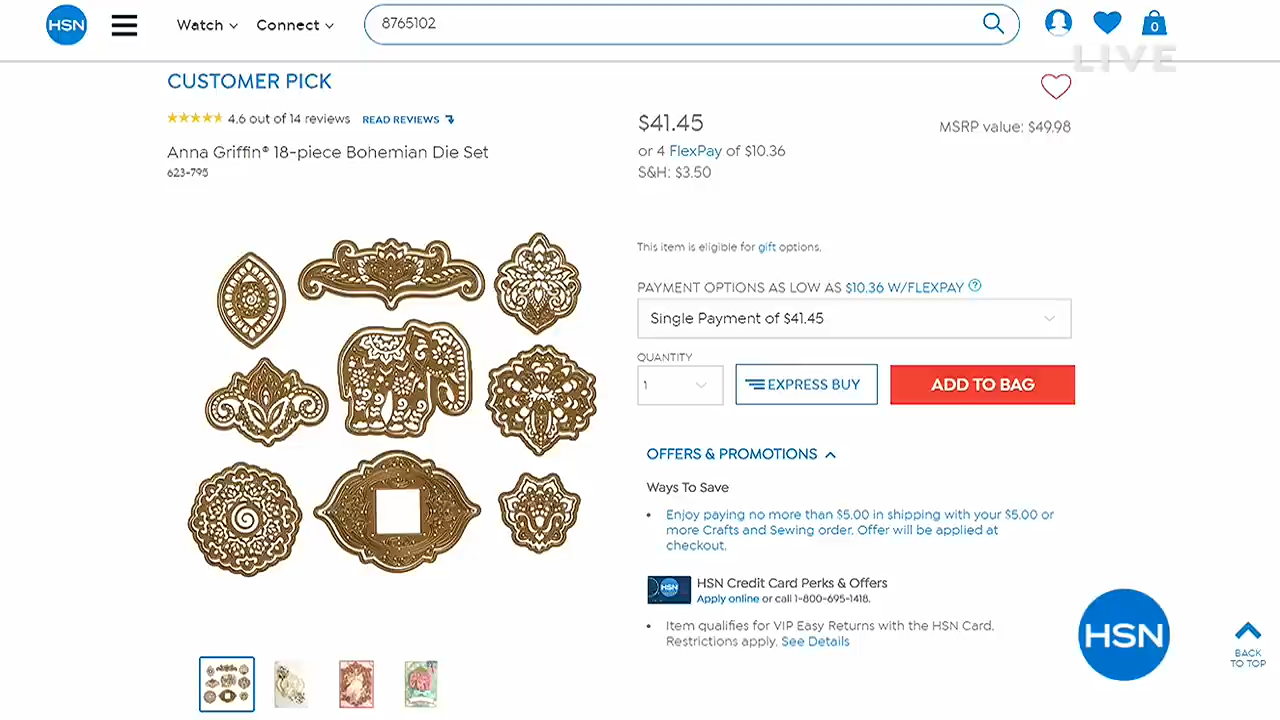 HSN
Watch
Connect
8765102
0
LIVE
CUSTOMER PICK
4.6 out of 14 reviews READ REVIEWS
Anna Griffin® 18-piece Bohemian Die Set
623-795
$41.45
MSRP value: $49.98
or 4 FlexPay of $10.36
S&H: $3.50
This item is eligible for gift options.
PAYMENT OPTIONS AS LOW AS $10.36 W/FLEXPAY ?
Single Payment of $41.45
QUANTITY
1
EXPRESS BUY
ADD TO BAG
OFFERS & PROMOTIONS
Ways To Save
• Enjoy paying no more than $5.00 in shipping with your $5.00 or
more Crafts and Sewing order. Offer will be applied at
checkout.
HSN
HSN Credit Card Perks & Offers
Apply online or call 1-800-695-1418.
• Item qualifies for VIP Easy Returns with the HSN Card.
Restrictions apply. See Details
HSN
BACK
TO TOP